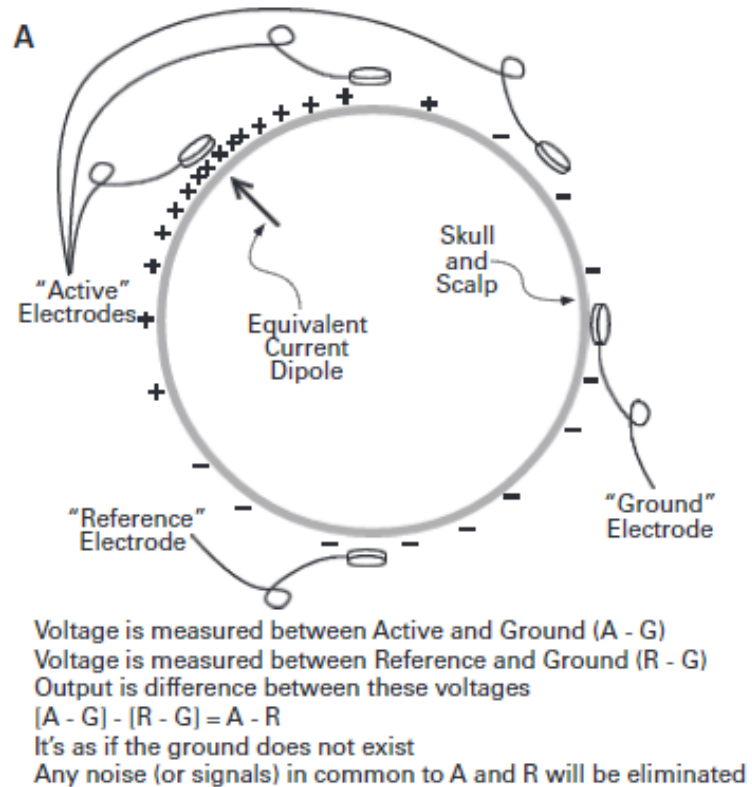 A
"Active"
Electrodes
Equivalent
Current
Dipole
Skull
and
Scalp
"Reference"
Electrode
"Ground"
Electrode
Voltage is measured between Active and Ground (A - G)
Voltage is measured between Reference and Ground (R - G)
Output is difference between these voltages
[A - G] - [R - G] = A - R
It's as if the ground does not exist
Any noise (or signals) in common to A and R will be eliminated